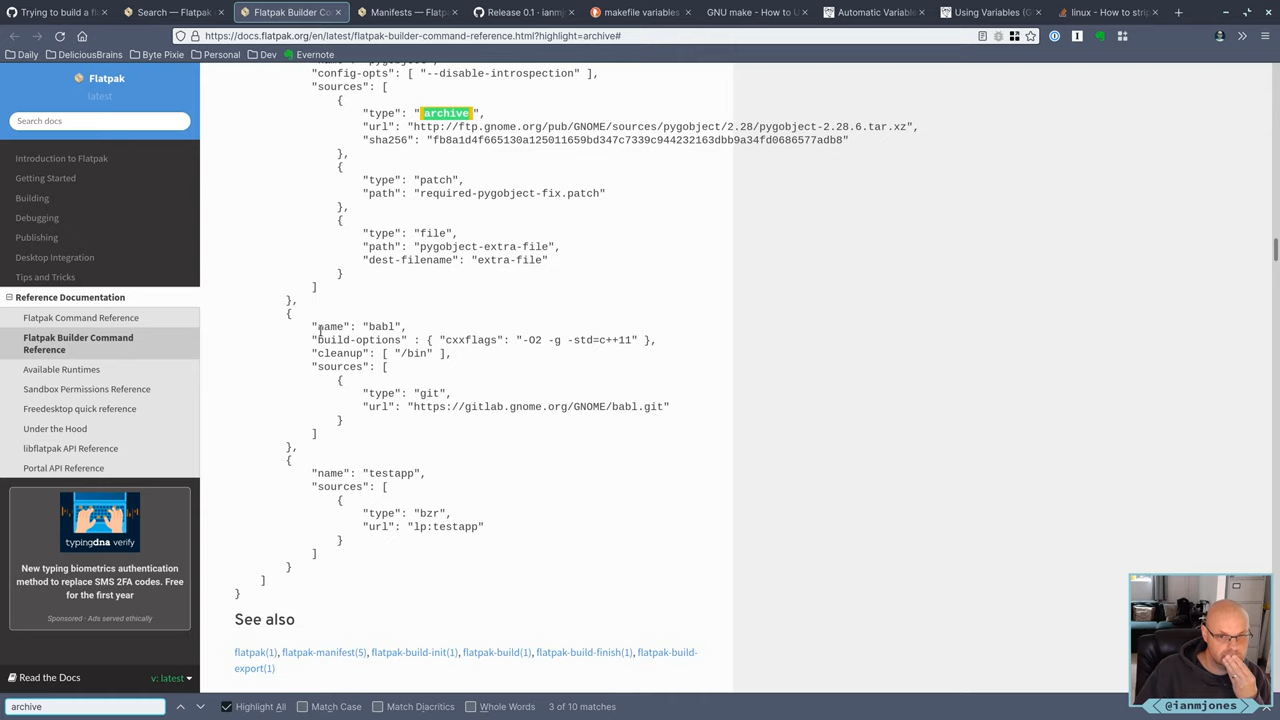 Trying to build a fl
Search — Flatpak d
Flatpak Builder Com
Manifests — Flatpa
Release 0.1 · ianmj
makefile variables
GNU make - How to U
Automatic Variable
Using Variables (G
linux - How to strip
https://docs.flatpak.org/en/latest/flatpak-builder-command-reference.html?highlight=archive#
Daily
DeliciousBrains
Byte Pixie
Personal
Dev
Evernote
Flatpak
latest
Search docs
Introduction to Flatpak
Getting Started
Building
Debugging
Publishing
Desktop Integration
Tips and Tricks
Reference Documentation
Flatpak Command Reference
Flatpak Builder Command
Reference
Available Runtimes
Sandbox Permissions Reference
Freedesktop quick reference
Under the Hood
libflatpak API Reference
Portal API Reference
typingdna verify
New typing biometrics authentication
method to replace SMS 2FA codes. Free
for the first year
Sponsored · Ads served ethically
Read the Docs
v: latest
"config-opts": [ "--disable-introspection" ],
"sources": [
{
"type": "archive",
"url": "http://ftp.gnome.org/pub/GNOME/sources/pygobject/2.28/pygobject-2.28.6.tar.xz",
"sha256": "fb8a1d4f665130a125011659bd347c7339c944232163dbb9a34fd0686577adb8"
},
{
"type": "patch",
"path": "required-pygobject-fix.patch"
},
{
"type": "file",
"path": "pygobject-extra-file",
"dest-filename": "extra-file"
}
]
},
{
"name": "babl",
"build-options" : { "cxxflags": "-O2 -g -std=c++11" },
"cleanup": [ "/bin" ],
"sources": [
{
"type": "git",
"url": "https://gitlab.gnome.org/GNOME/babl.git"
}
]
},
{
"name": "testapp",
"sources": [
{
"type": "bzr",
"url": "lp:testapp"
}
]
}
]
}
See also
flatpak(1), flatpak-manifest(5), flatpak-build-init(1), flatpak-build(1), flatpak-build-finish(1), flatpak-build-
export(1)
archive
Highlight All
Match Case
Match Diacritics
Whole Words
3 of 10 matches
@ianmjones